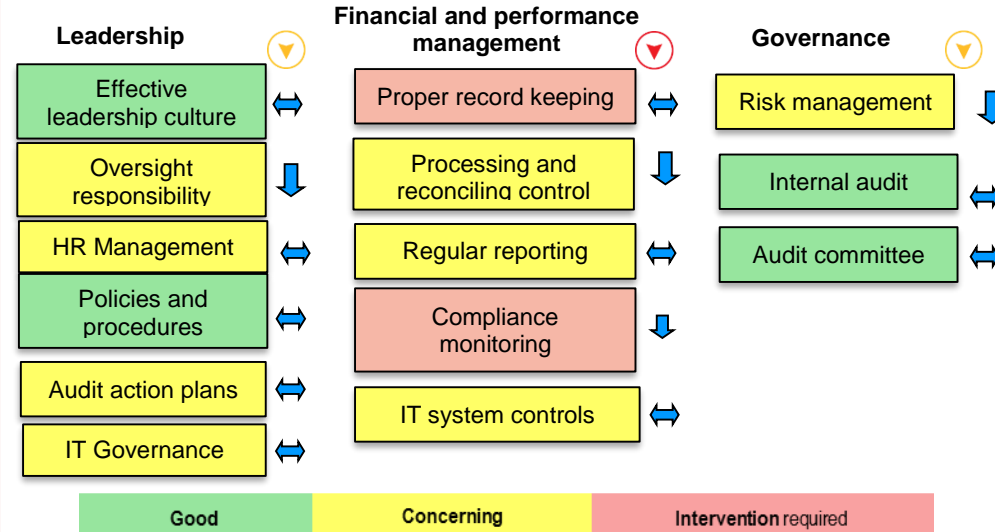 Leadership
Effective
leadership culture
Oversight
responsibility
HR Management
Policies and
procedures
Audit action plans
IT Governance
Financial and performance
management
Proper record keeping
Processing and
reconciling control
Regular reporting
Compliance
monitoring
IT system controls
Governance
Risk management
Internal audit
Audit committee
Good
Concerning
Intervention required